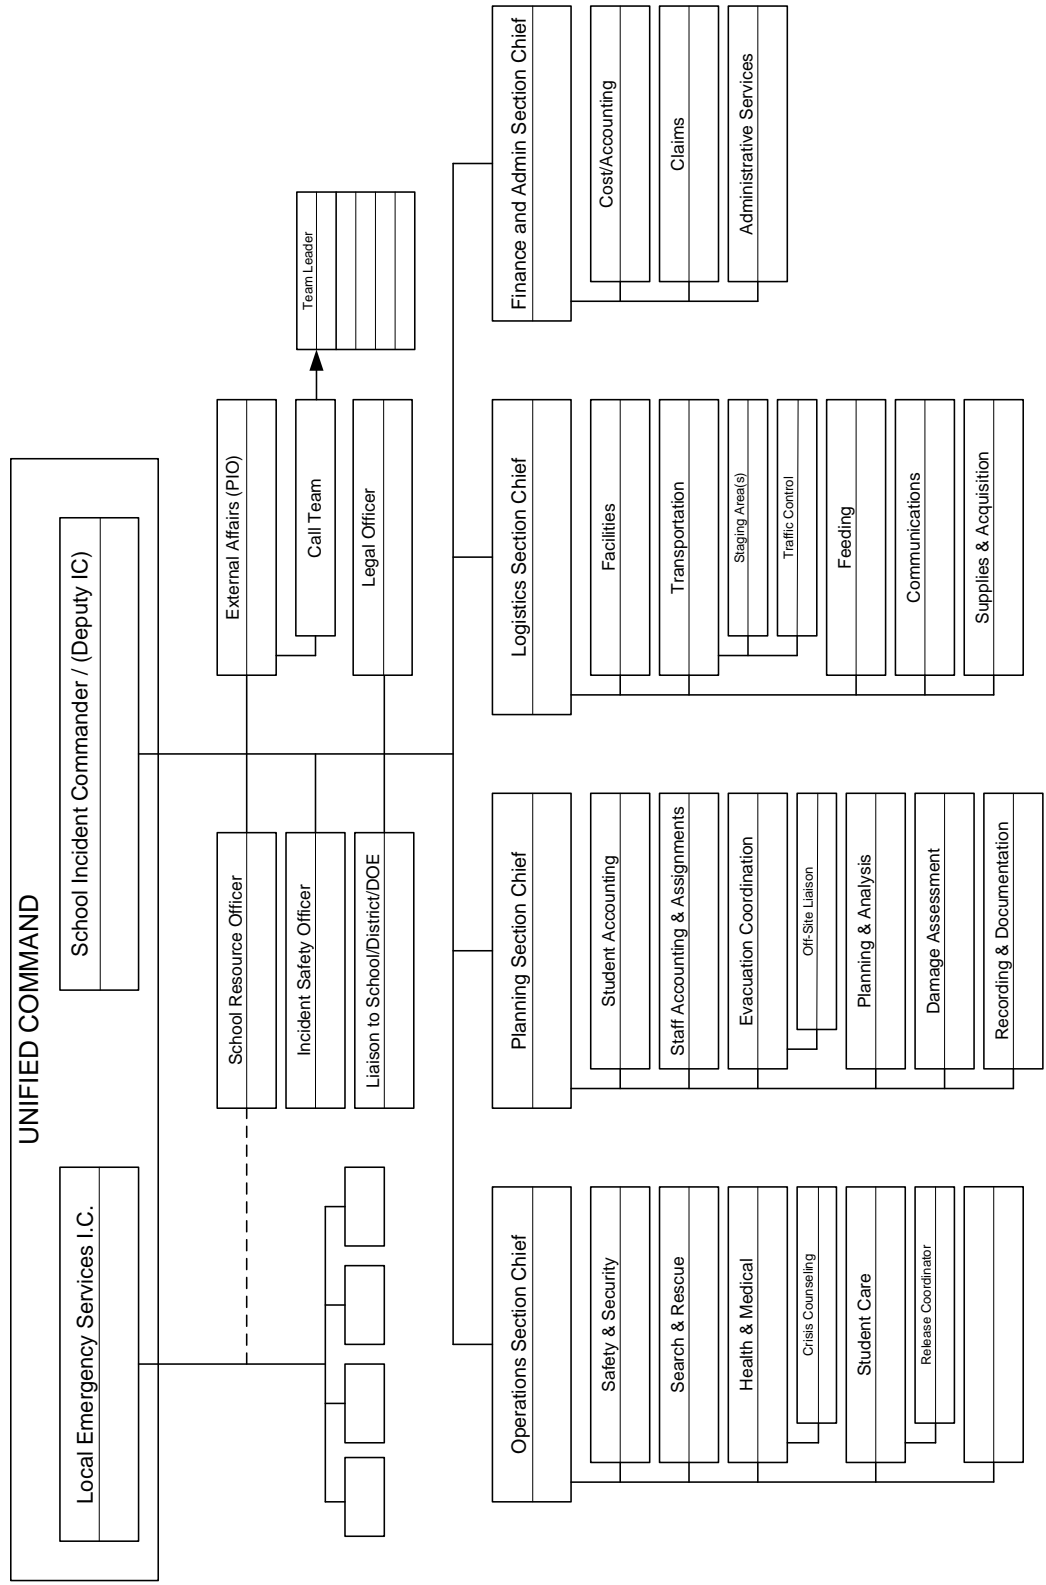 UNIFIED COMMAND
Local Emergency Services I.C.
School Incident Commander / (Deputy IC)
School Resource Officer
External Affairs (PIO)
Incident Safety Officer
Call Team
Team Leader
Liaison to School/District/DOE
Legal Officer
Operations Section Chief
Safety & Security
Search & Rescue
Health & Medical
Crisis Counseling
Student Care
Release Coordinator
Planning Section Chief
Student Accounting
Staff Accounting & Assignments
Evacuation Coordination
Off-Site Liaison
Planning & Analysis
Damage Assessment
Recording & Documentation
Logistics Section Chief
Facilities
Transportation
Staging Area(s)
Traffic Control
Feeding
Communications
Supplies & Acquisition
Finance and Admin Section Chief
Cost/Accounting
Claims
Administrative Services